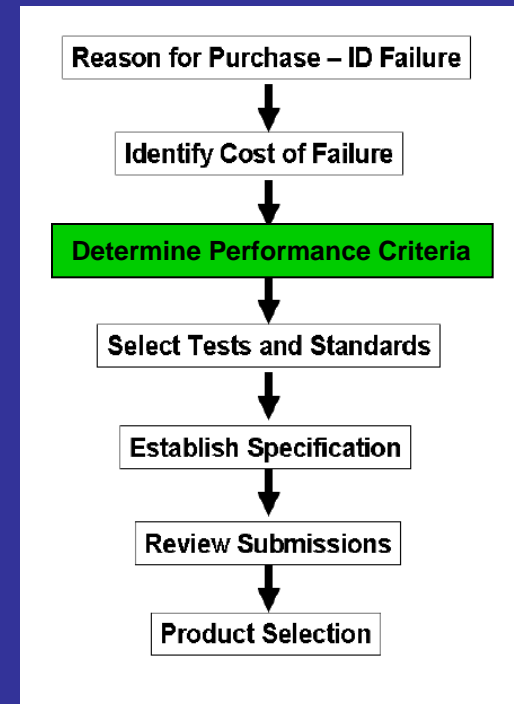 Reason for Purchase – ID Failure
Identify Cost of Failure
Determine Performance Criteria
Select Tests and Standards
Establish Specification
Review Submissions
Product Selection